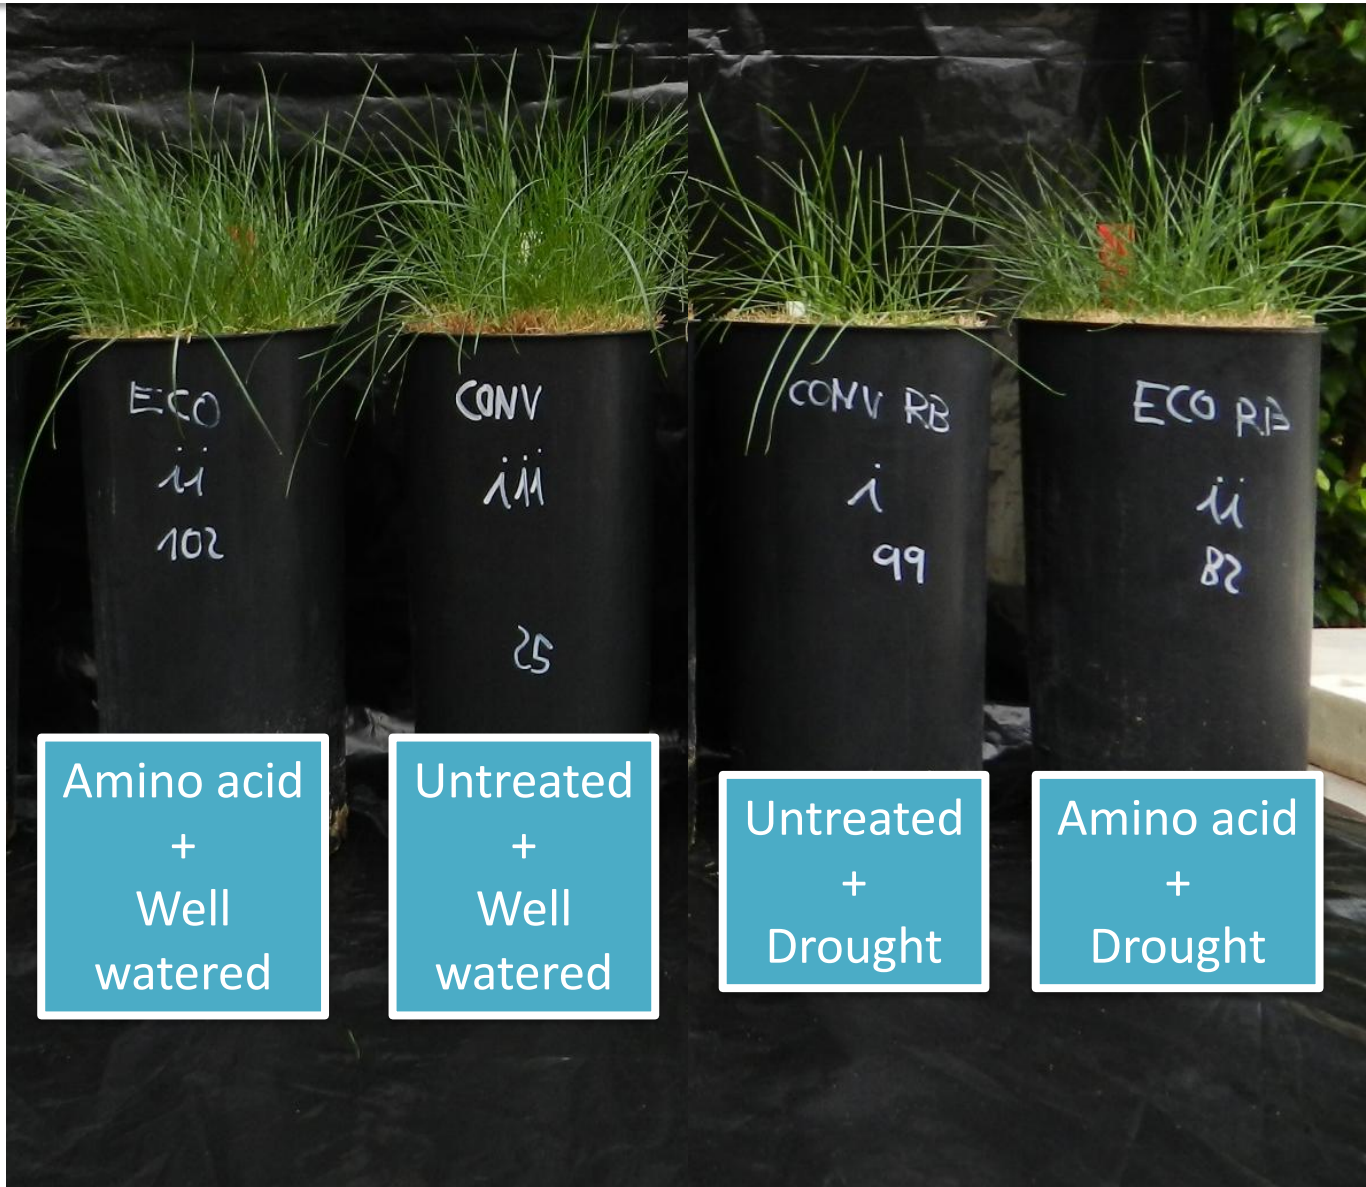 ECO
ii
102
CONV
iii
25
CONV RB
i
99
ECO RB
ii
82
Amino acid
+
Well
watered
Untreated
+
Well
watered
Untreated
+
Drought
Amino acid
+
Drought